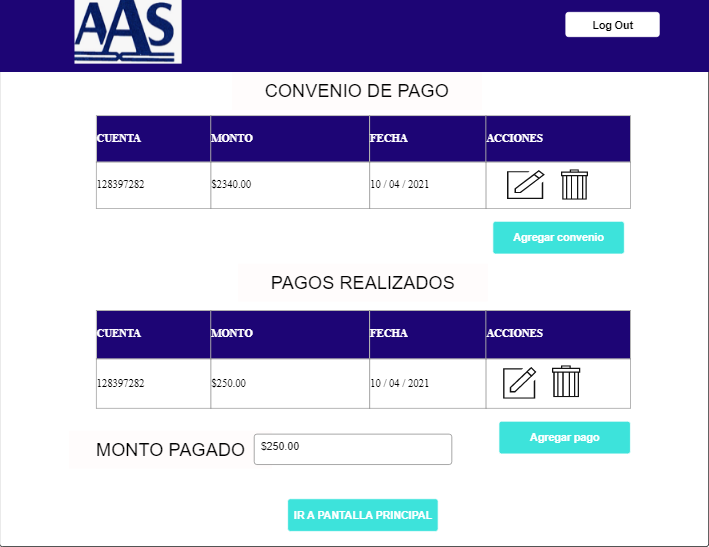 AAS
Log Out
CONVENIO DE PAGO
CUENTA MONTO FECHA ACCIONES
128397282 $2340.00 10 / 04 / 2021
Agregar convenio
PAGOS REALIZADOS
CUENTA MONTO FECHA ACCIONES
128397282 $250.00 10 / 04 / 2021
Agregar pago
MONTO PAGADO $250.00
IR A PANTALLA PRINCIPAL